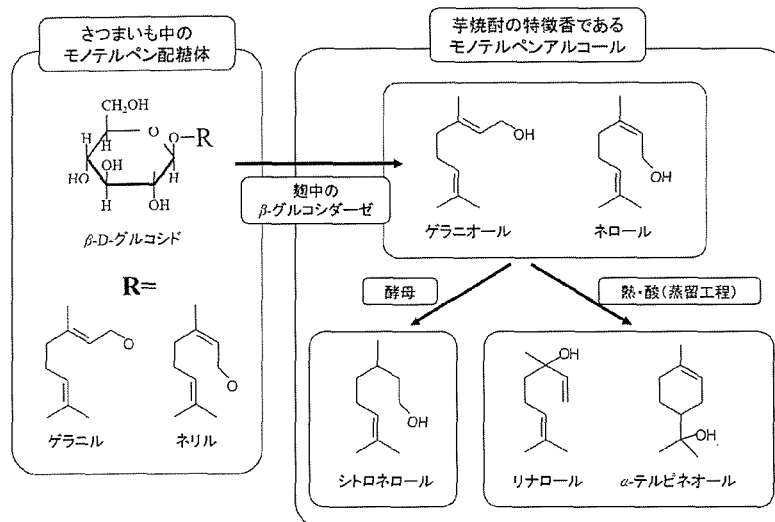 さつまいも中の
モノテルペン配糖体
CH₂OH
H
H
O
O
R
H
OH
H
HO
H
H
OH
β-D-グルコシド
R=
O
ゲラニル
O
ネリル
麹中の
β-グルコシダーゼ
芋焼酎の特徴香である
モノテルペンアルコール
OH
ゲラニオール
OH
ネロール
酵母
熱・酸(蒸留工程)
OH
シトロネロール
OH
リナロール
OH
α-テルピネオール